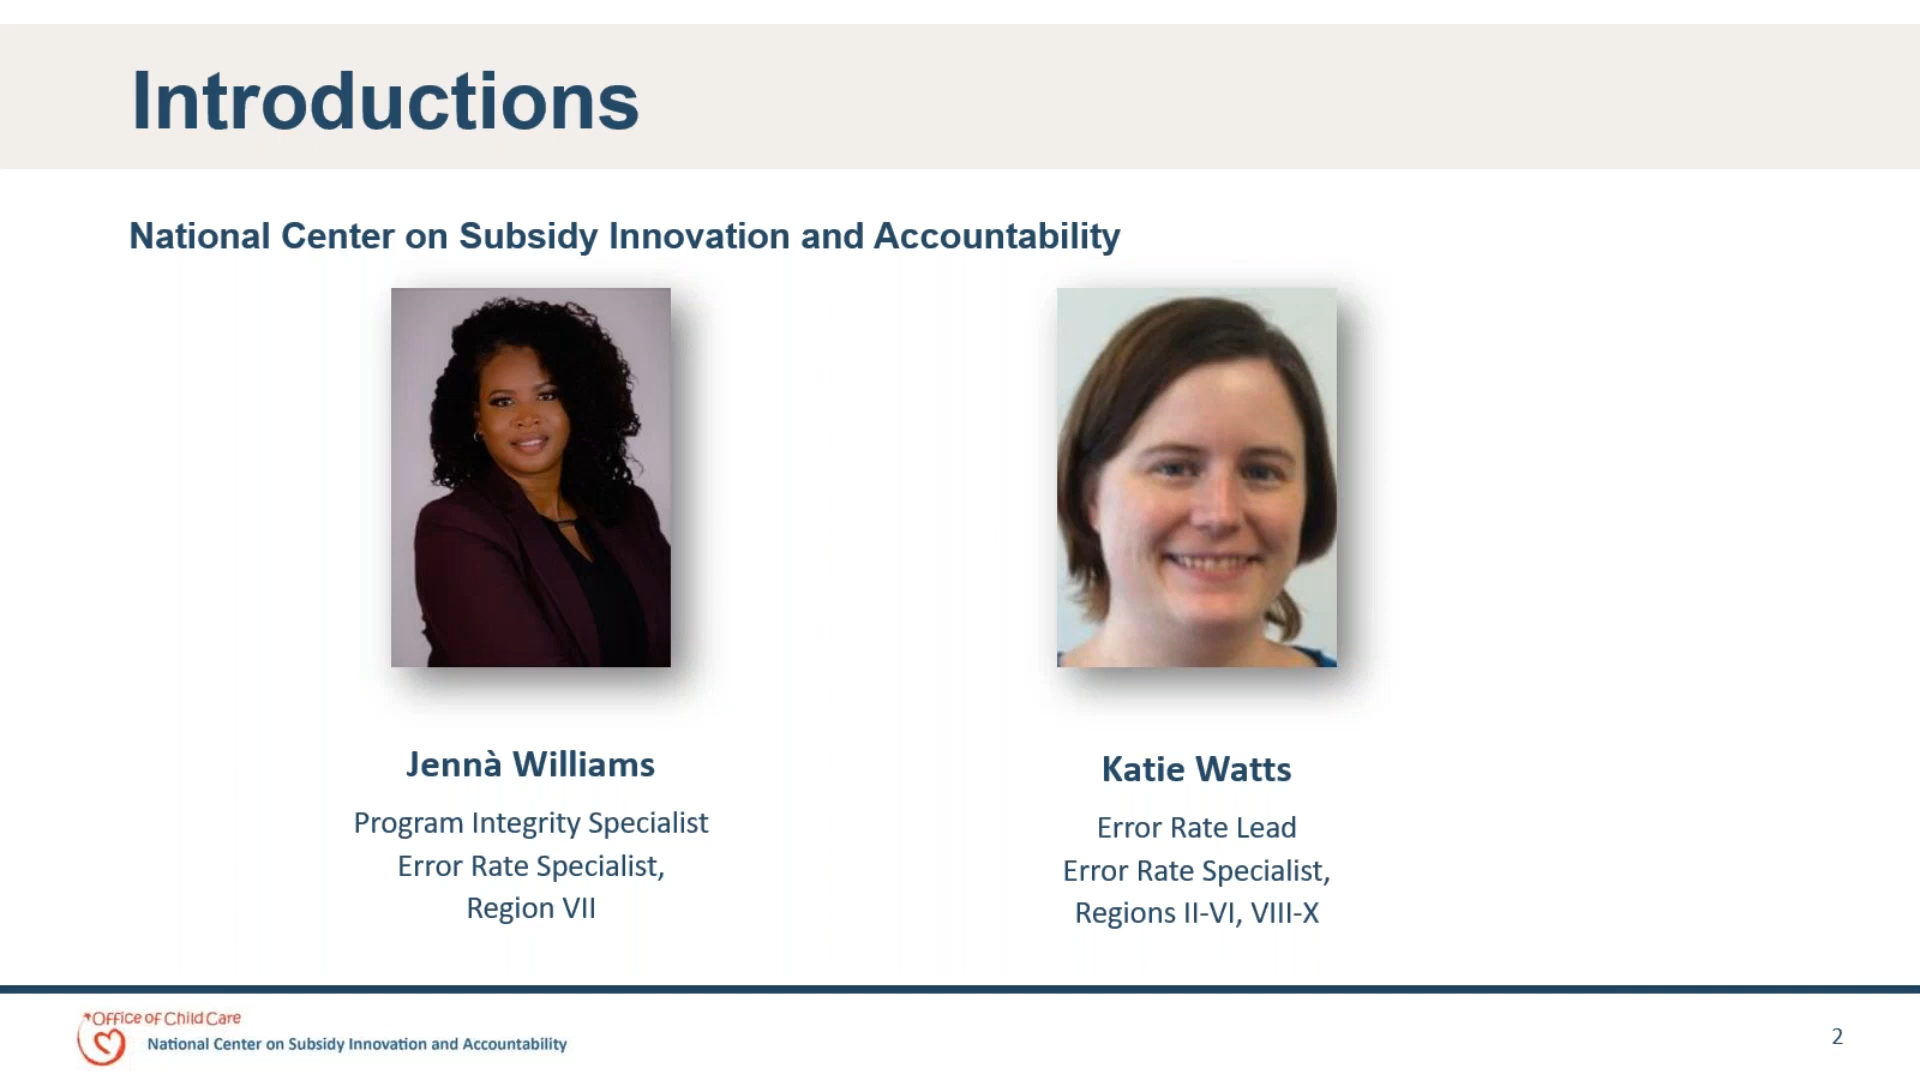 Introductions
National Center on Subsidy Innovation and Accountability
Jennà Williams
Program Integrity Specialist
Error Rate Specialist,
Region VII
Katie Watts
Error Rate Lead
Error Rate Specialist,
Regions II-VI, VIII-X
Office of Child Care
National Center on Subsidy Innovation and Accountability
2